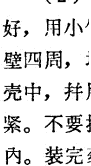 好，用小
壁四周，
壳中，并
紧。不要
内。装完